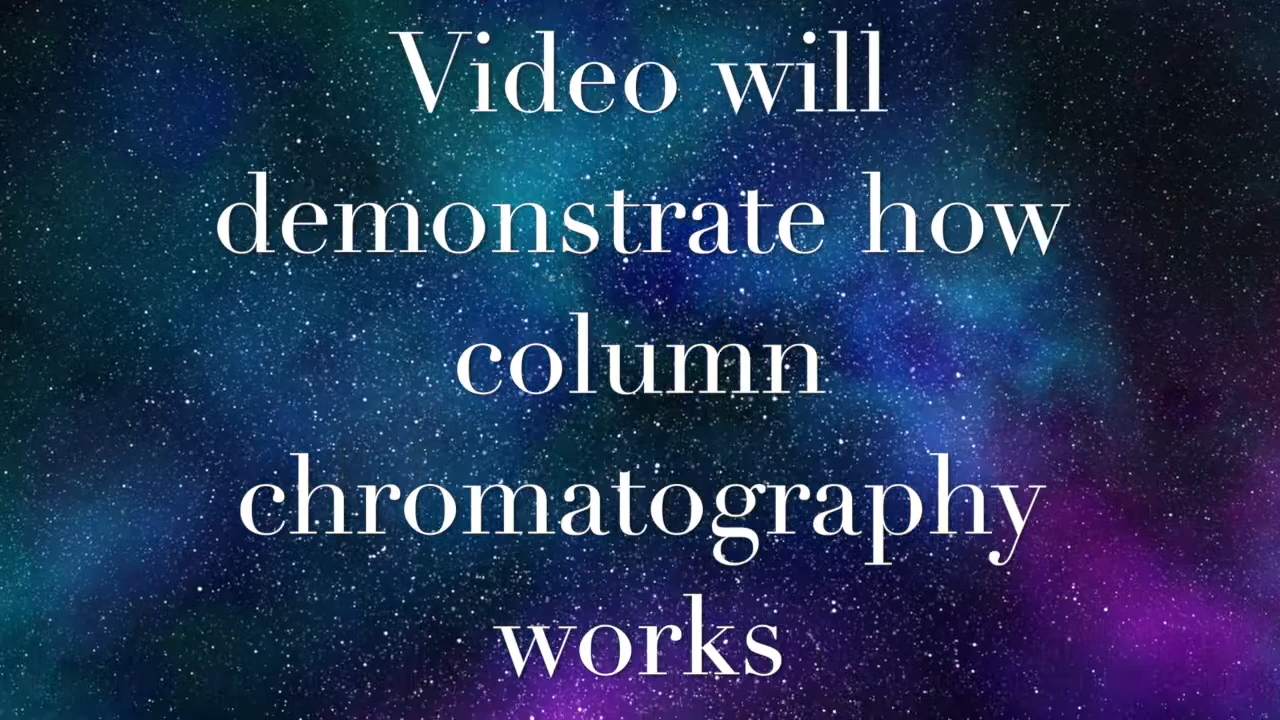 Video will
demonstrate how
column
chromatography
works